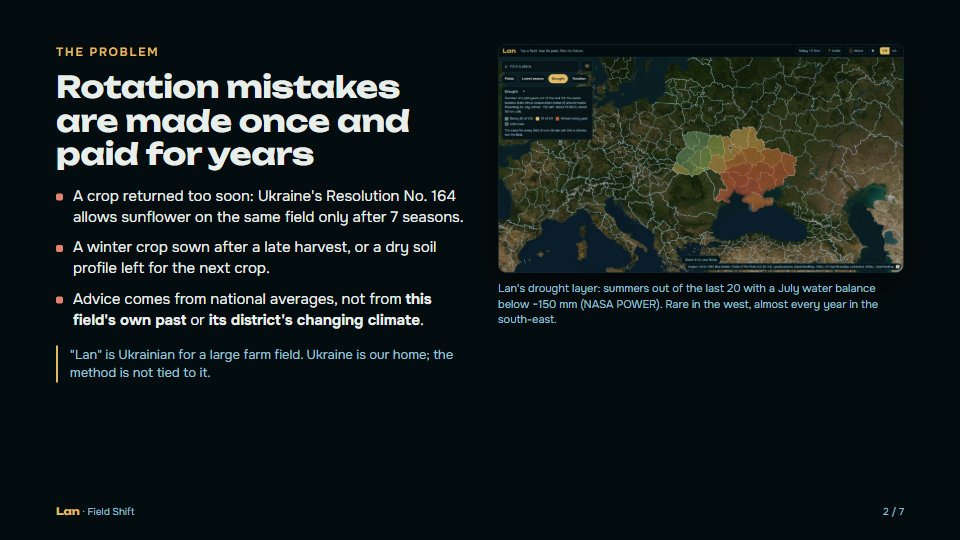 THE PROBLEM
Rotation mistakes
are made once and
paid for years
A crop returned too soon: Ukraine's Resolution No. 164
allows sunflower on the same field only after 7 seasons.
A winter crop sown after a late harvest, or a dry soil
profile left for the next crop.
Advice comes from national averages, not from this
field's own past or its district's changing climate.
"Lan" is Ukrainian for a large farm field. Ukraine is our home; the
method is not tied to it.
Lan
Fields Latest season Drought Rotation
Drought
Lan's drought layer: summers out of the last 20 with a July water balance
below -150 mm (NASA POWER). Rare in the west, almost every year in the
south-east.
Lan · Field Shift
2 / 7